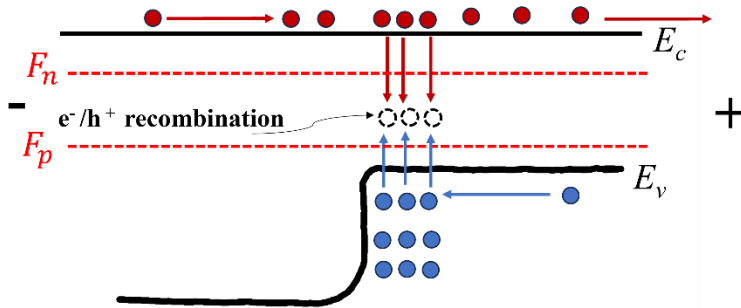 E_c
F_n
-
e⁻/h⁺ recombination
+
F_p
E_v